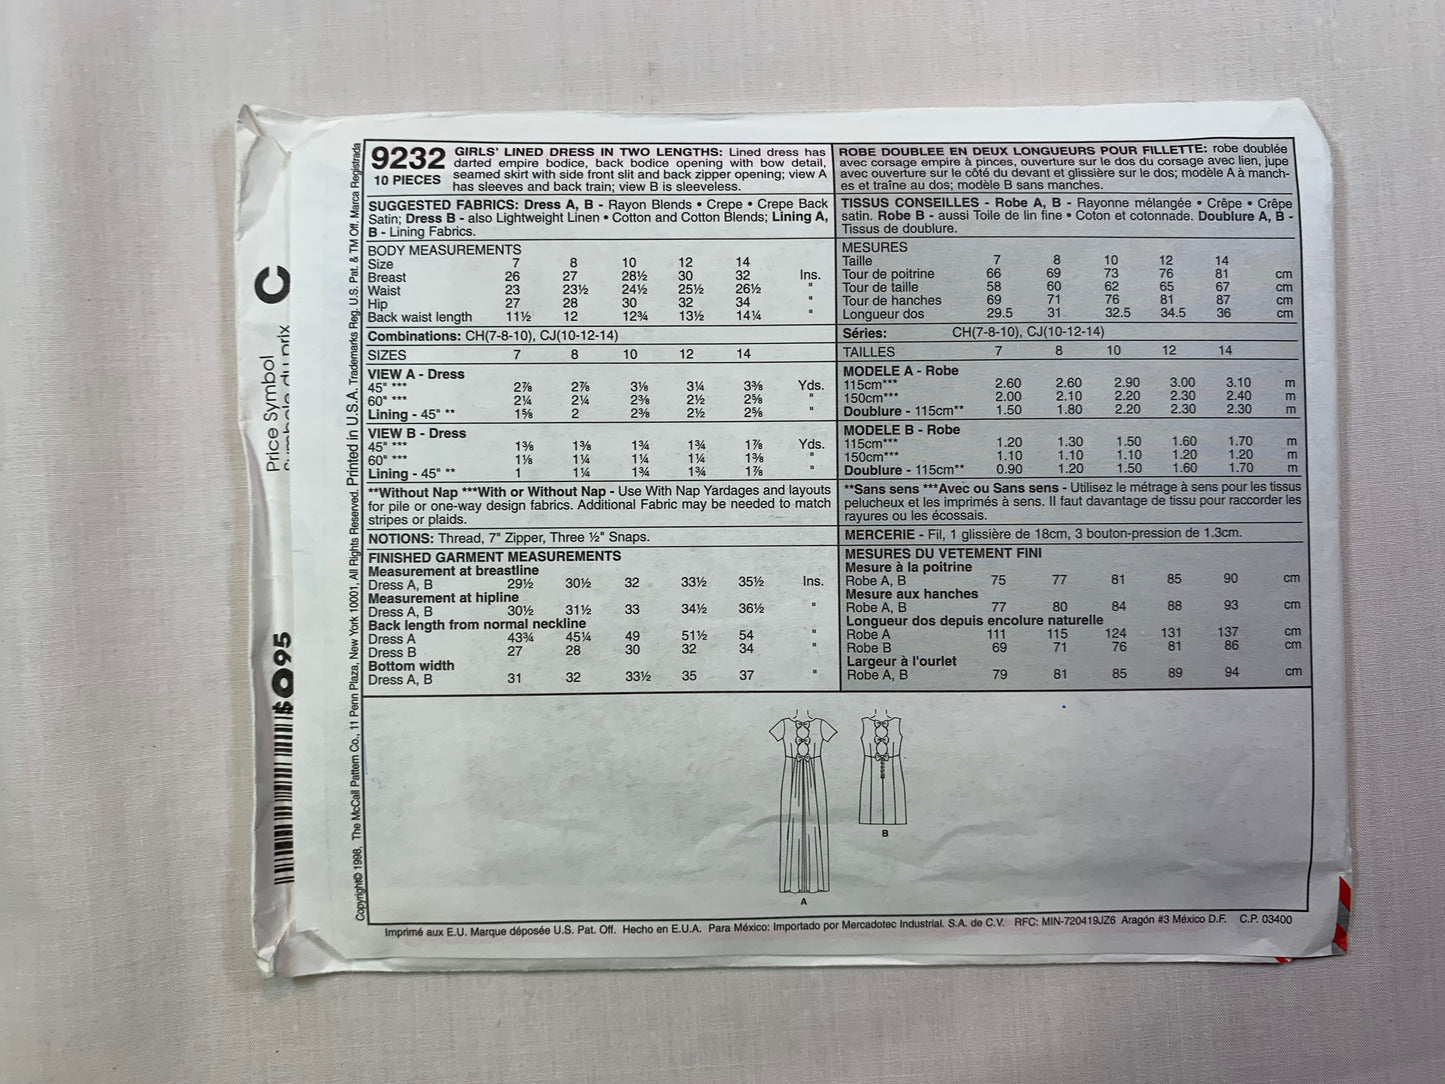 9232
10 PIECES
GIRLS' LINED DRESS IN TWO LENGTHS: Lined dress has
darted empire bodice, back bodice opening with bow detail,
seamed skirt with side front slit and back zipper opening; view A
has sleeves and back train; view B is sleeveless.
SUGGESTED FABRICS: Dress A, B - Rayon Blends • Crepe • Crepe Back
Satin; Dress B - also Lightweight Linen • Cotton and Cotton Blends; Lining A,
B - Lining Fabrics.
BODY MEASUREMENTS
Size 7 8 10 12 14
Breast 26 27 28½ 30 32 Ins.
Waist 23 23½ 24½ 25½ 26½ "
Hip 27 28 30 32 34 "
Back waist length 11½ 12 12¾ 13½ 14¼ "
Combinations: CH(7-8-10), CJ(10-12-14)
SIZES 7 8 10 12 14
VIEW A - Dress
45" *** 2⅞ 2⅞ 3⅛ 3¼ 3⅜ Yds.
60" *** 2¼ 2¼ 2⅜ 2½ 2⅝ "
Lining - 45" ** 1⅝ 2 2⅜ 2½ 2⅝ "
VIEW B - Dress
45" *** 1⅜ 1⅜ 1¾ 1¾ 1⅞ Yds.
60" *** 1⅛ 1¼ 1¼ 1¼ 1⅜ "
Lining - 45" ** 1 1¼ 1¾ 1¾ 1⅞ "
**Without Nap ***With or Without Nap - Use With Nap Yardages and layouts
for pile or one-way design fabrics. Additional Fabric may be needed to match
stripes or plaids.
NOTIONS: Thread, 7" Zipper, Three ½" Snaps.
FINISHED GARMENT MEASUREMENTS
Measurement at breastline
Dress A, B 29½ 30½ 32 33½ 35½ Ins.
Measurement at hipline
Dress A, B 30½ 31½ 33 34½ 36½ "
Back length from normal neckline
Dress A 43¾ 45¼ 49 51½ 54 "
Dress B 27 28 30 32 34 "
Bottom width
Dress A, B 31 32 33½ 35 37 "
ROBE DOUBLEE EN DEUX LONGUEURS POUR FILLETTE: robe doublée
avec corsage empire à pinces, ouverture sur le dos du corsage avec lien, jupe
avec ouverture sur le côté du devant et glissière sur le dos; modèle A à manch-
es et traîne au dos; modèle B sans manches.
TISSUS CONSEILLES - Robe A, B - Rayonne mélangée • Crêpe • Crêpe
satin. Robe B - aussi Toile de lin fine • Coton et cotonnade. Doublure A, B -
Tissus de doublure.
MESURES
Taille 7 8 10 12 14
Tour de poitrine 66 69 73 76 81 cm
Tour de taille 58 60 62 65 67 cm
Tour de hanches 69 71 76 81 87 cm
Longueur dos 29.5 31 32.5 34.5 36 cm
Séries: CH(7-8-10), CJ(10-12-14)
TAILLES 7 8 10 12 14
MODELE A - Robe
115cm*** 2.60 2.60 2.90 3.00 3.10 m
150cm*** 2.00 2.10 2.20 2.30 2.40 m
Doublure - 115cm** 1.50 1.80 2.20 2.30 2.30 m
MODELE B - Robe
115cm*** 1.20 1.30 1.50 1.60 1.70 m
150cm*** 1.10 1.10 1.10 1.20 1.20 m
Doublure - 115cm** 0.90 1.20 1.50 1.60 1.70 m
**Sans sens ***Avec ou Sans sens - Utilisez le métrage à sens pour les tissus
pelucheux et les imprimés à sens. Il faut davantage de tissu pour raccorder les
rayures ou les écossais.
MERCERIE - Fil, 1 glissière de 18cm, 3 bouton-pression de 1.3cm.
MESURES DU VETEMENT FINI
Mesure à la poitrine
Robe A, B 75 77 81 85 90 cm
Mesure aux hanches
Robe A, B 77 80 84 88 93 cm
Longueur dos depuis encolure naturelle
Robe A 111 115 124 131 137 cm
Robe B 69 71 76 81 86 cm
Largeur à l'ourlet
Robe A, B 79 81 85 89 94 cm
A
B
Imprimé aux E.U. Marque déposée U.S. Pat. Off. Hecho en E.U.A. Para México: Importado por Mercadotec Industrial. S.A. de C.V. RFC: MIN-720419JZ6 Aragón #3 México D.F. C.P. 03400
Copyright© 1998, The McCall Pattern Co., 11 Penn Plaza, New York 10001, All Rights Reserved. Printed in U.S.A. Trademarks Reg. U.S. Pat. & TM Off. Marca Registrada
Price Symbol
C